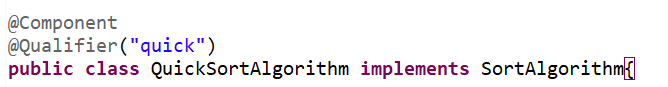 @Component
@Qualifier("quick")
public class QuickSortAlgorithm implements SortAlgorithm{